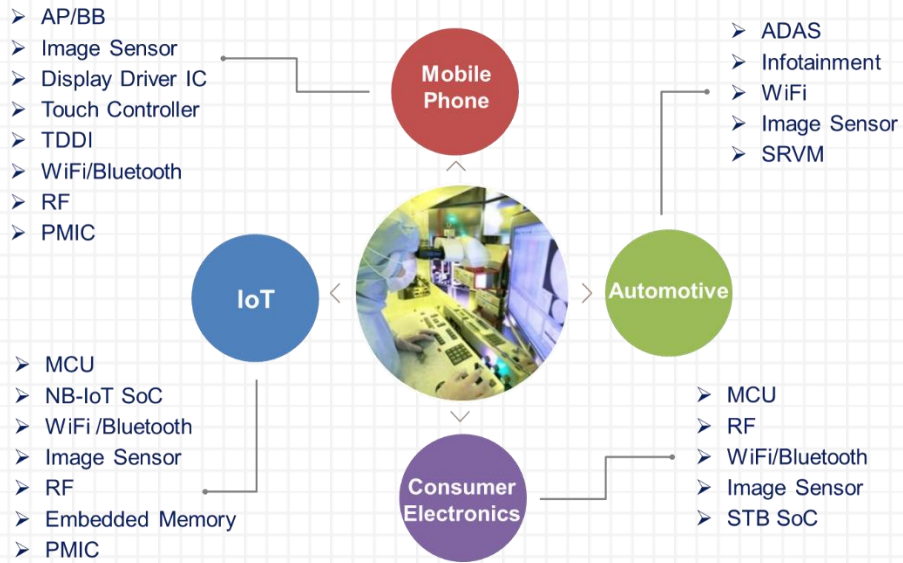 ➢ AP/BB
➢ Image Sensor
➢ Display Driver IC
➢ Touch Controller
➢ TDDI
➢ WiFi/Bluetooth
➢ RF
➢ PMIC
Mobile
Phone
➢ ADAS
➢ Infotainment
➢ WiFi
➢ Image Sensor
➢ SRVM
IoT
Automotive
➢ MCU
➢ NB-IoT SoC
➢ WiFi /Bluetooth
➢ Image Sensor
➢ RF
➢ Embedded Memory
➢ PMIC
Consumer
Electronics
➢ MCU
➢ RF
➢ WiFi/Bluetooth
➢ Image Sensor
➢ STB SoC